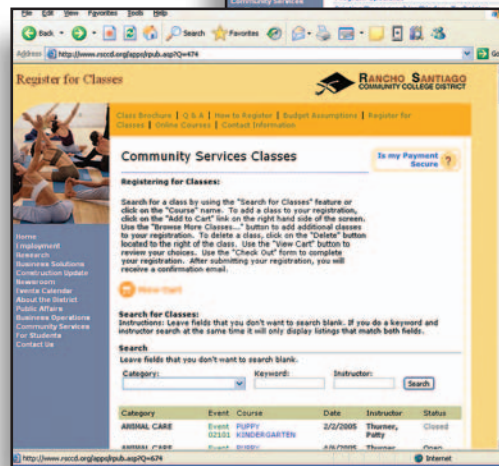 Community Services
File Edit View Favorites Tools Help
Back Search Favorites
Address http://www.rsccd.org/apps/rpub.asp?Q=474 Go
Register for Classes
RANCHO SANTIAGO
COMMUNITY COLLEGE DISTRICT
Class Brochure | Q & A | How to Register | Budget Assumptions | Register for
Classes | Online Courses | Contact Information
Community Services Classes
Is my Payment
Secure ?
Registering for Classes:
Search for a class by using the "Search for Classes" feature or
click on the "Course" name. To add a class to your registration,
click on the "Add to Cart" link on the right hand side of the screen.
Use the "Browse More Classes..." button to add additional classes
to your registration. To delete a class, click on the "Delete" button
located to the right of the class. Use the "View Cart" button to
review your choices. Use the "Check Out" form to complete
your registration. After submitting your registration, you will
receive a confirmation email.
View Cart
Home
Employment
Research
Business Solutions
Construction Update
Newsroom
Events Calendar
About the District
Public Affairs
Business Operations
Community Services
For Students
Contact Us
Search for Classes:
Instructions: Leave fields that you don't want to search blank. If
you do a keyword and
instructor search at
the same time it will only display listings that match both fields.
Search
Leave fields that you don't want to search blank.
Category: Keyword: Instructor:
Search
Category Event Course Date Instructor Status
ANIMAL CARE Event PUPPY 2/2/2005 Thurner, Closed
02101 KINDERGARTEN Patty
ANIMAL CARE Event PUPPY Thurner, Open
http://www.rsccd.org/apps/rpub.asp?Q=674 Internet